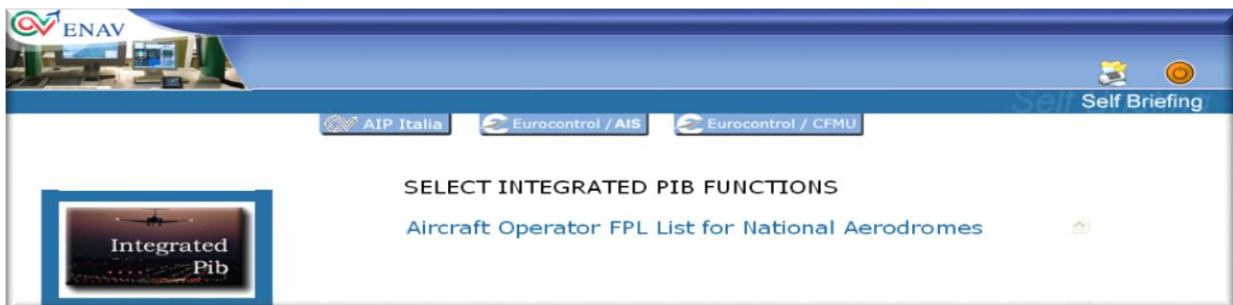 ENAV
Self Briefing
AIP Italia
Eurocontrol / AIS
Eurocontrol / CFMU
SELECT INTEGRATED PIB FUNCTIONS
Aircraft Operator FPL List for National Aerodromes
Integrated
Pib